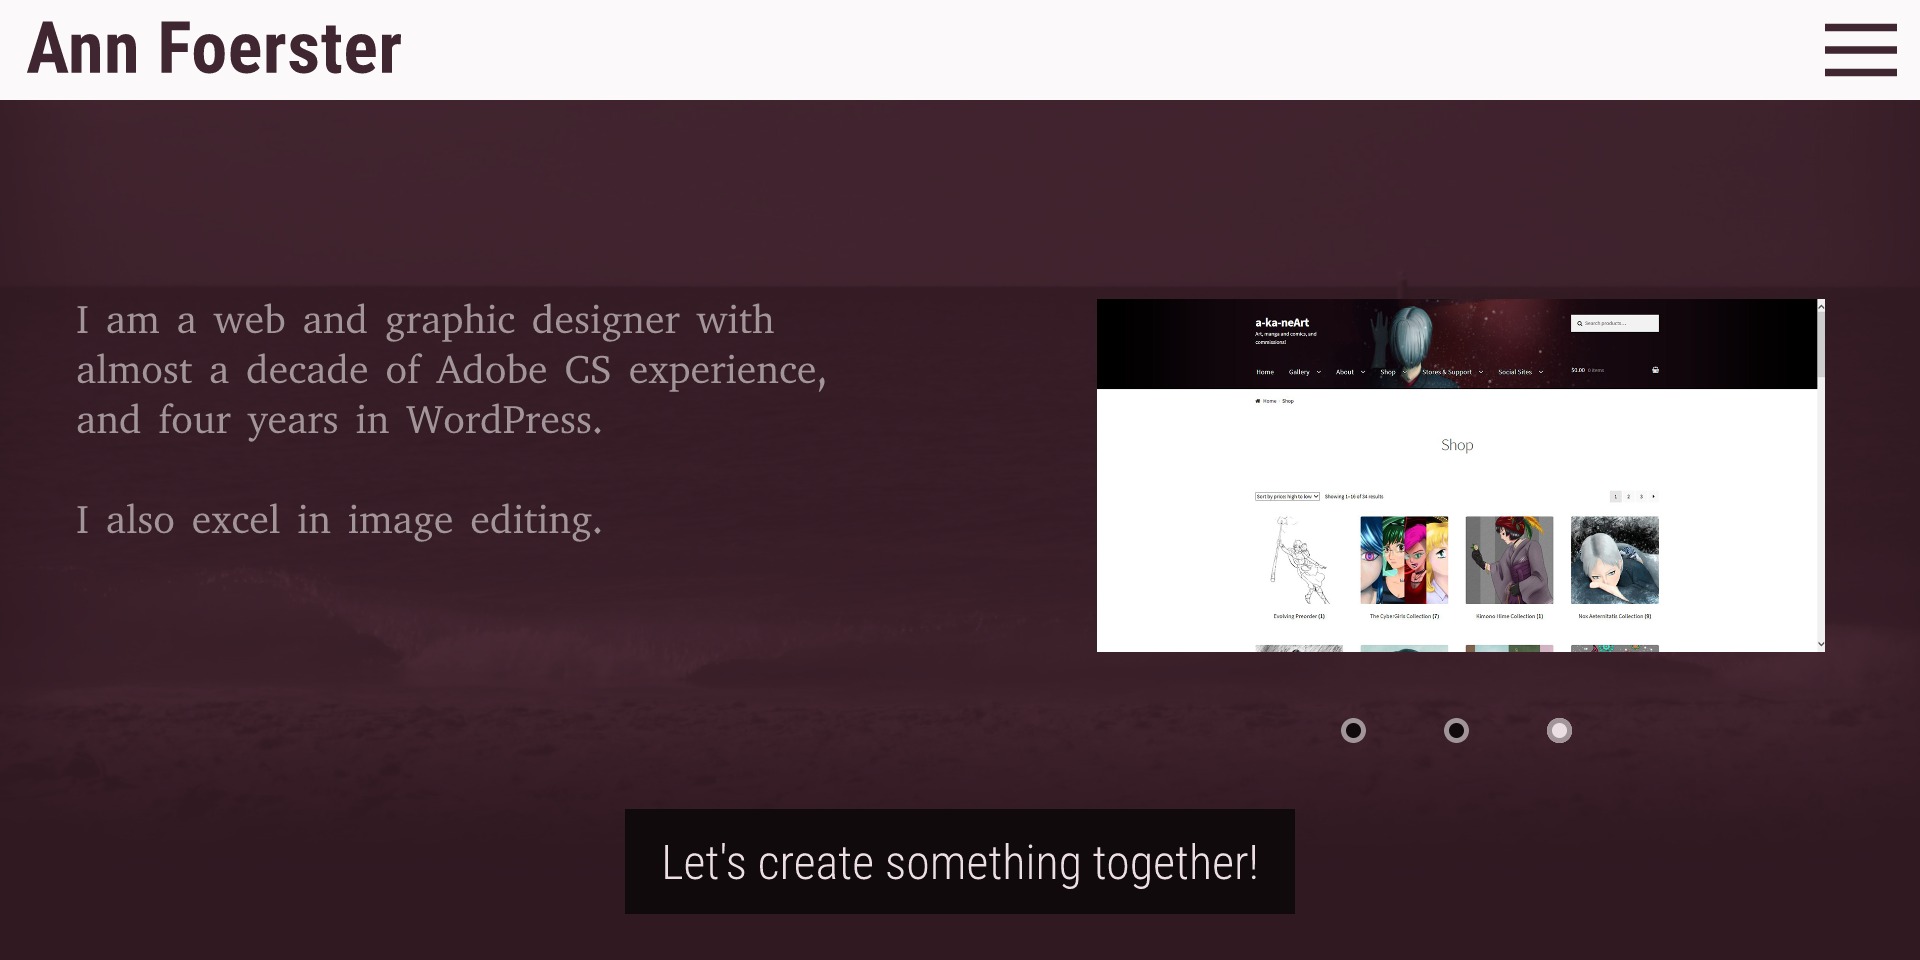 Ann Foerster
I am a web and graphic designer with
almost a decade of Adobe CS experience,
and four years in WordPress.
I also excel in image editing.
a-ka-neArt
Art, manga and comics, and
commissions!
Search products…
Home Gallery About Shop Stores & Support Social Sites
$0.00 0 items
Home Shop
Shop
Sort by price: high to low
Showing 1–16 of 34 results
1 2 3
Evolving Preorder (1)
The CyberGirls Collection (7)
Kimono Hime Collection (1)
Nox Aeternitatis Collection (9)
Let's create something together!